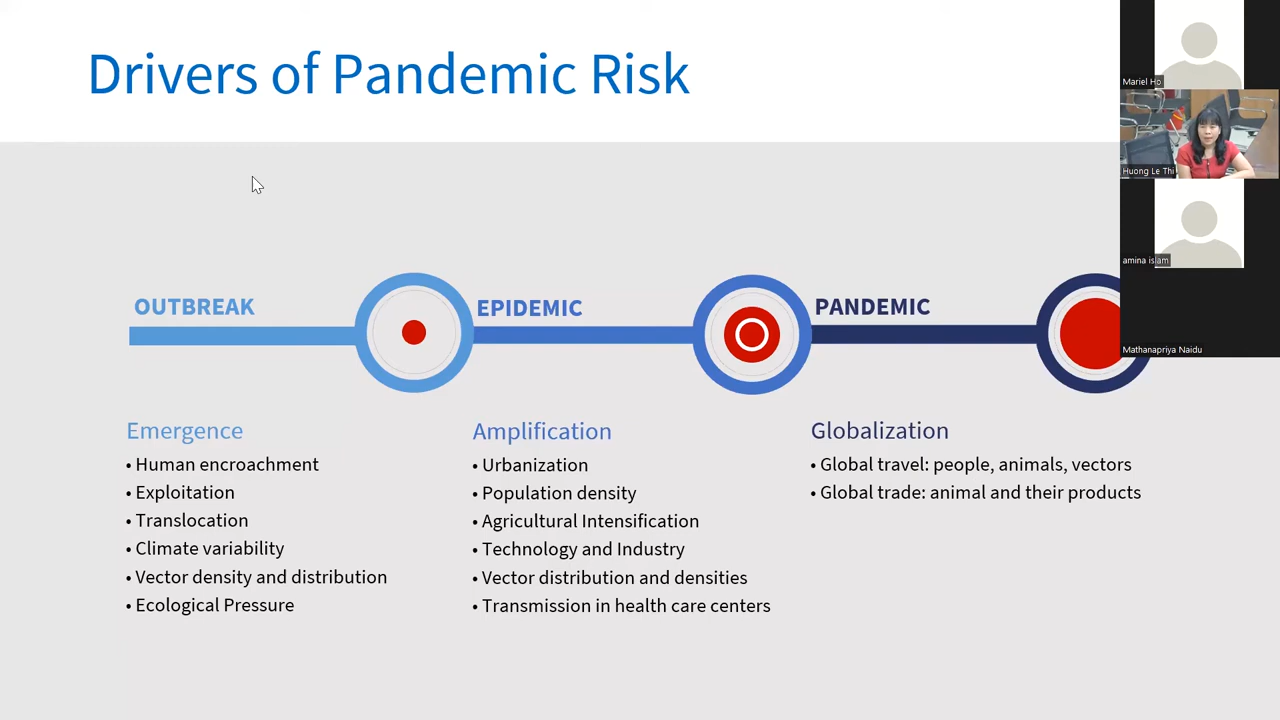 Drivers of Pandemic Risk
OUTBREAK
EPIDEMIC
PANDEMIC
Emergence
• Human encroachment
• Exploitation
• Translocation
• Climate variability
• Vector density and distribution
• Ecological Pressure
Amplification
• Urbanization
• Population density
• Agricultural Intensification
• Technology and Industry
• Vector distribution and densities
• Transmission in health care centers
Globalization
• Global travel: people, animals, vectors
• Global trade: animal and their products
Mariel Ho
Huong Le Thi
amina islam
Mathanapriya Naidu